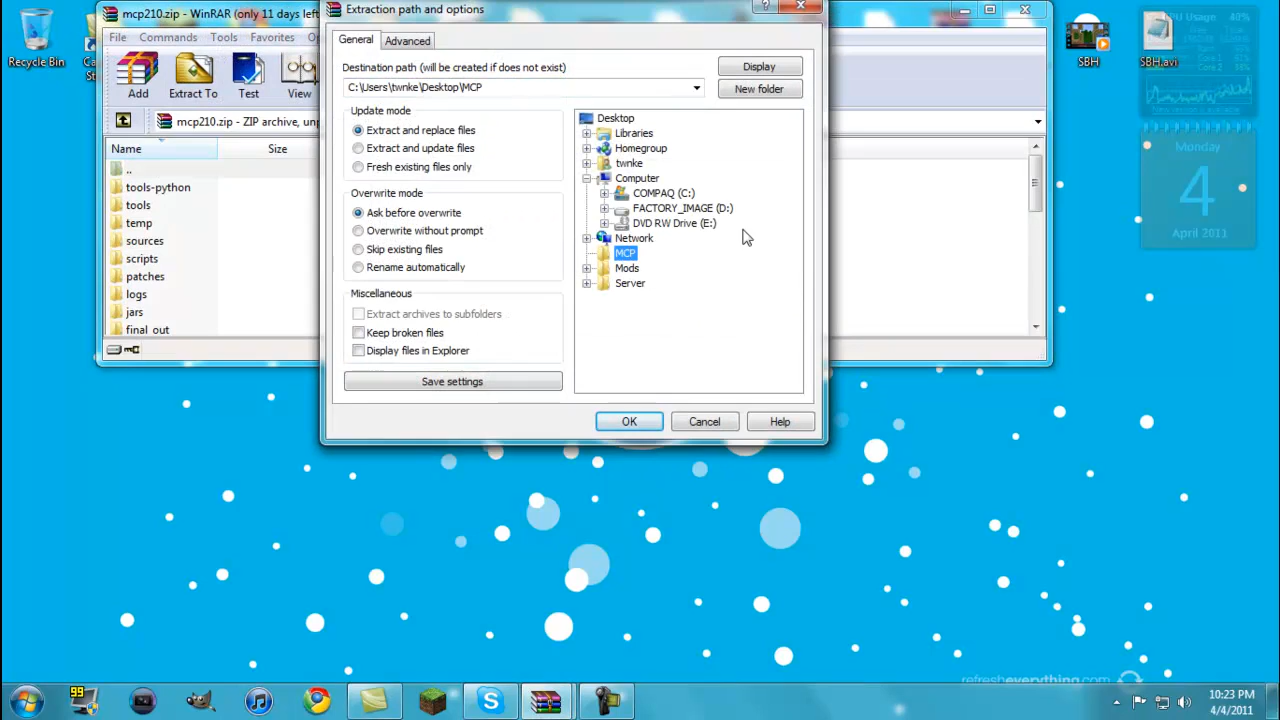 mcp210.zip - WinRAR (only 11 days left
File Commands Tools Favorites
Add Extract To Test View
mcp210.zip - ZIP archive, unp
Name Size
..
tools-python
tools
temp
sources
scripts
patches
logs
jars
final_out
Extraction path and options
General Advanced
Destination path (will be created if does not exist)
C:\Users\twnke\Desktop\MCP
Display
New folder
Update mode
Extract and replace files
Extract and update files
Fresh existing files only
Overwrite mode
Ask before overwrite
Overwrite without prompt
Skip existing files
Rename automatically
Miscellaneous
Extract archives to subfolders
Keep broken files
Display files in Explorer
Save settings
Desktop
Libraries
Homegroup
twnke
Computer
COMPAQ (C:)
FACTORY_IMAGE (D:)
DVD RW Drive (E:)
Network
MCP
Mods
Server
OK Cancel Help
Recycle Bin
SBH
SBH.avi
CPU Usage 40%
Monday
4
April 2011
refresheverything.com
99
10:23 PM
4/4/2011